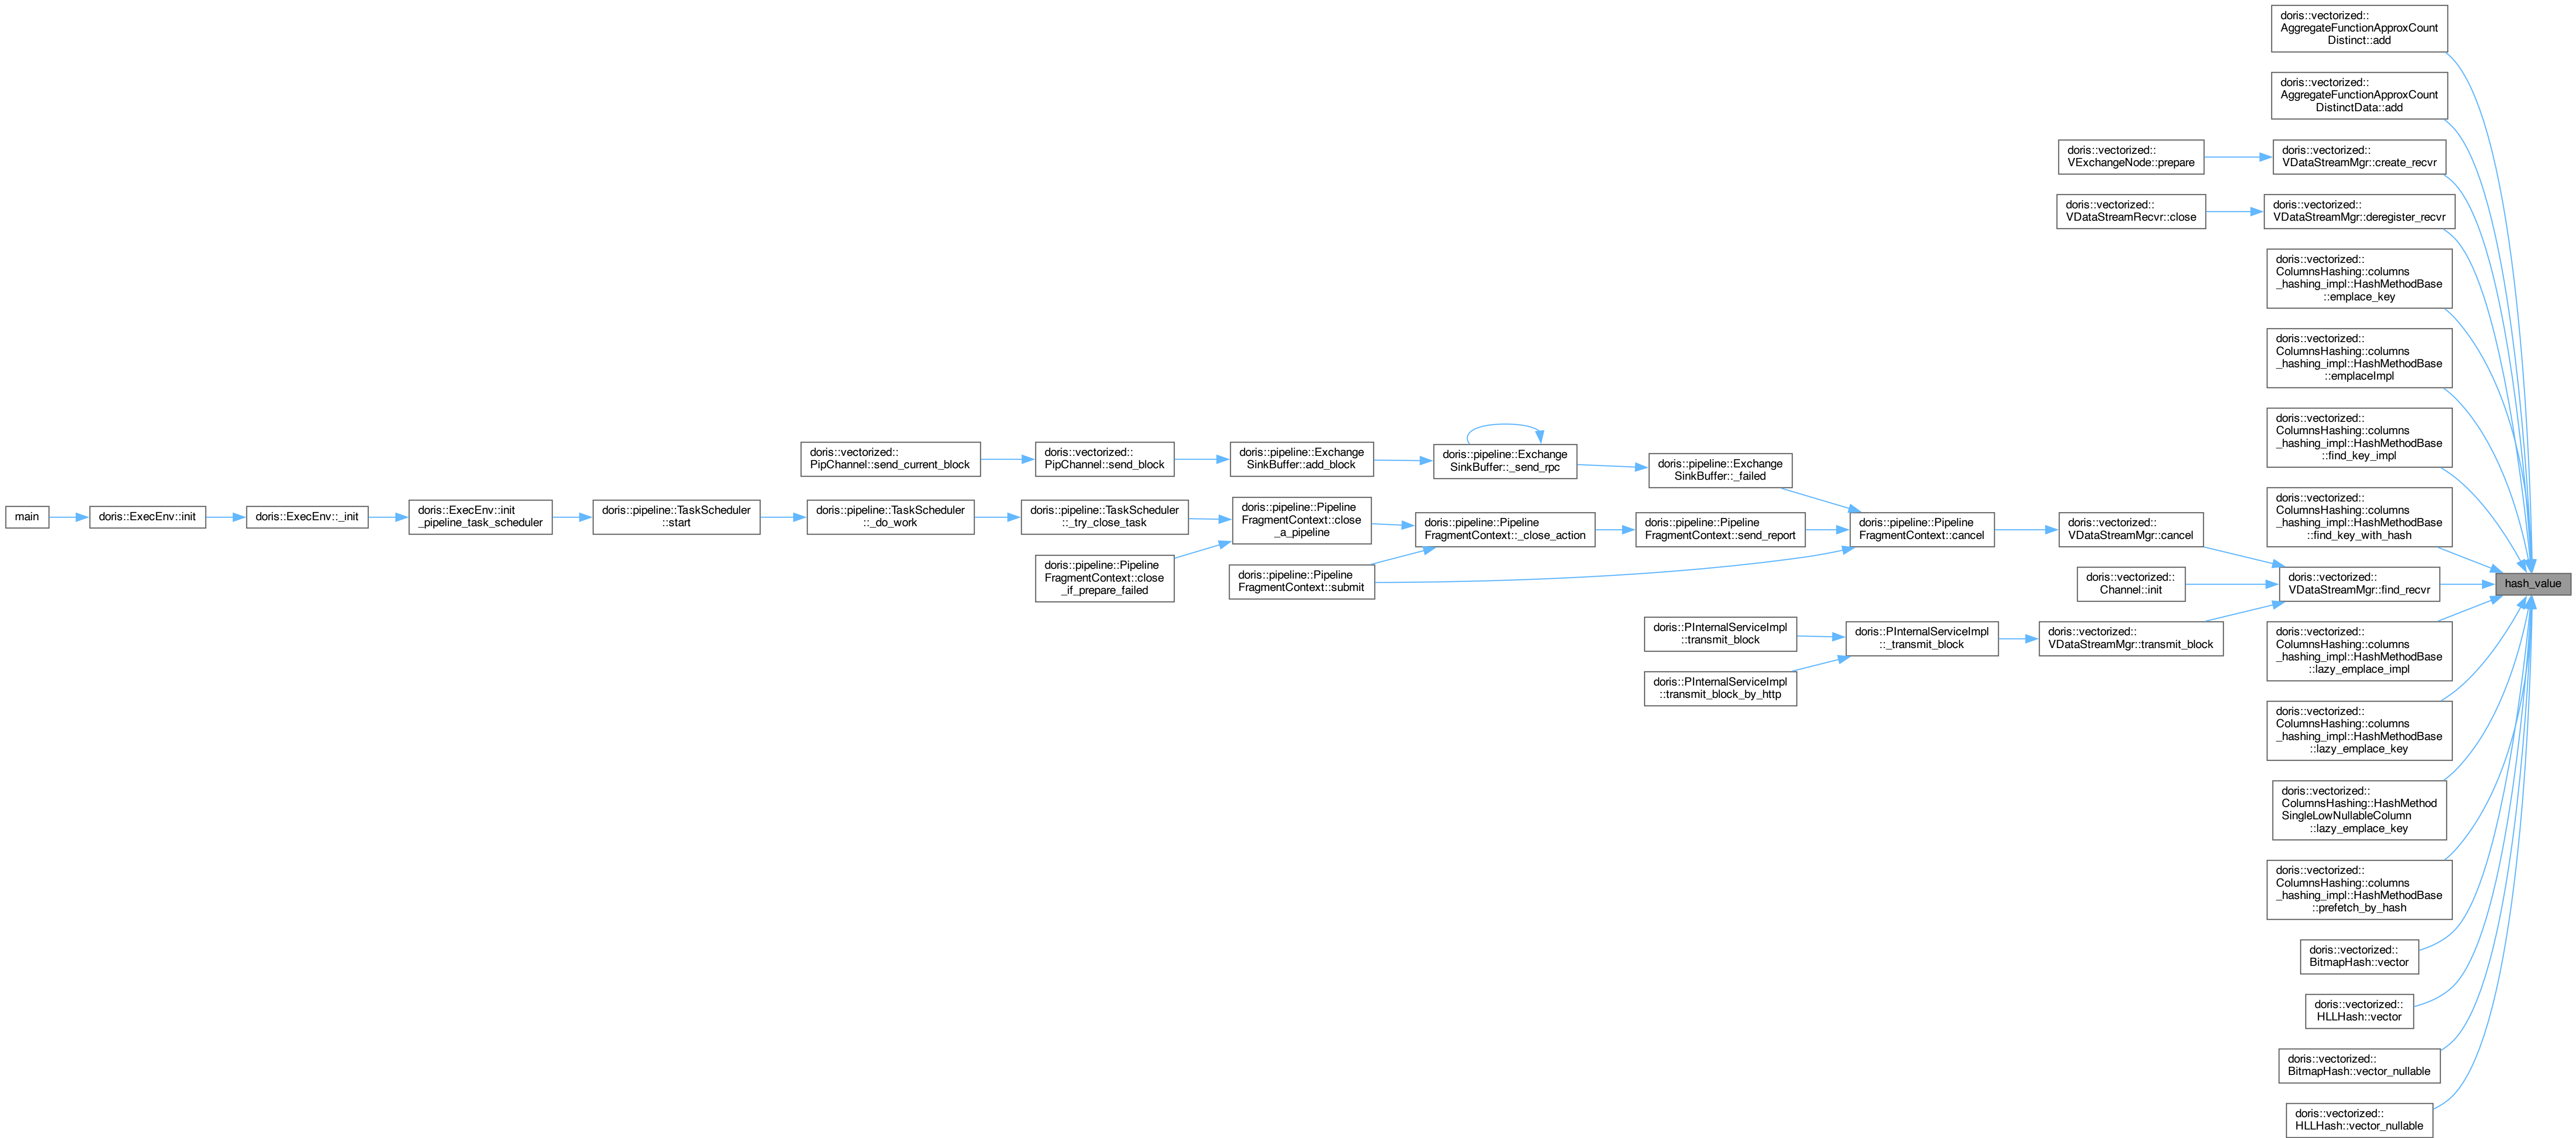 main
doris::ExecEnv::init
doris::ExecEnv::_init
doris::ExecEnv::init
_pipeline_task_scheduler
doris::pipeline::TaskScheduler
::start
doris::pipeline::TaskScheduler
::_do_work
doris::vectorized::
PipChannel::send_current_block
doris::vectorized::
PipChannel::send_block
doris::pipeline::TaskScheduler
::_try_close_task
doris::pipeline::Pipeline
FragmentContext::close
_if_prepare_failed
doris::pipeline::Exchange
SinkBuffer::add_block
doris::pipeline::Pipeline
FragmentContext::close
_a_pipeline
doris::pipeline::Pipeline
FragmentContext::submit
doris::pipeline::Exchange
SinkBuffer::_send_rpc
doris::pipeline::Pipeline
FragmentContext::_close_action
doris::pipeline::Exchange
SinkBuffer::_failed
doris::pipeline::Pipeline
FragmentContext::send_report
doris::PInternalServiceImpl
::transmit_block
doris::PInternalServiceImpl
::transmit_block_by_http
doris::pipeline::Pipeline
FragmentContext::cancel
doris::PInternalServiceImpl
::_transmit_block
doris::vectorized::
VExchangeNode::prepare
doris::vectorized::
VDataStreamRecvr::close
doris::vectorized::
VDataStreamMgr::cancel
doris::vectorized::
Channel::init
doris::vectorized::
VDataStreamMgr::transmit_block
doris::vectorized::
AggregateFunctionApproxCount
Distinct::add
doris::vectorized::
AggregateFunctionApproxCount
DistinctData::add
doris::vectorized::
VDataStreamMgr::create_recvr
doris::vectorized::
VDataStreamMgr::deregister_recvr
doris::vectorized::
ColumnsHashing::columns
_hashing_impl::HashMethodBase
::emplace_key
doris::vectorized::
ColumnsHashing::columns
_hashing_impl::HashMethodBase
::emplaceImpl
doris::vectorized::
ColumnsHashing::columns
_hashing_impl::HashMethodBase
::find_key_impl
doris::vectorized::
ColumnsHashing::columns
_hashing_impl::HashMethodBase
::find_key_with_hash
doris::vectorized::
VDataStreamMgr::find_recvr
doris::vectorized::
ColumnsHashing::columns
_hashing_impl::HashMethodBase
::lazy_emplace_impl
doris::vectorized::
ColumnsHashing::columns
_hashing_impl::HashMethodBase
::lazy_emplace_key
doris::vectorized::
ColumnsHashing::HashMethod
SingleLowNullableColumn
::lazy_emplace_key
doris::vectorized::
ColumnsHashing::columns
_hashing_impl::HashMethodBase
::prefetch_by_hash
doris::vectorized::
BitmapHash::vector
doris::vectorized::
HLLHash::vector
doris::vectorized::
BitmapHash::vector_nullable
doris::vectorized::
HLLHash::vector_nullable
hash_value